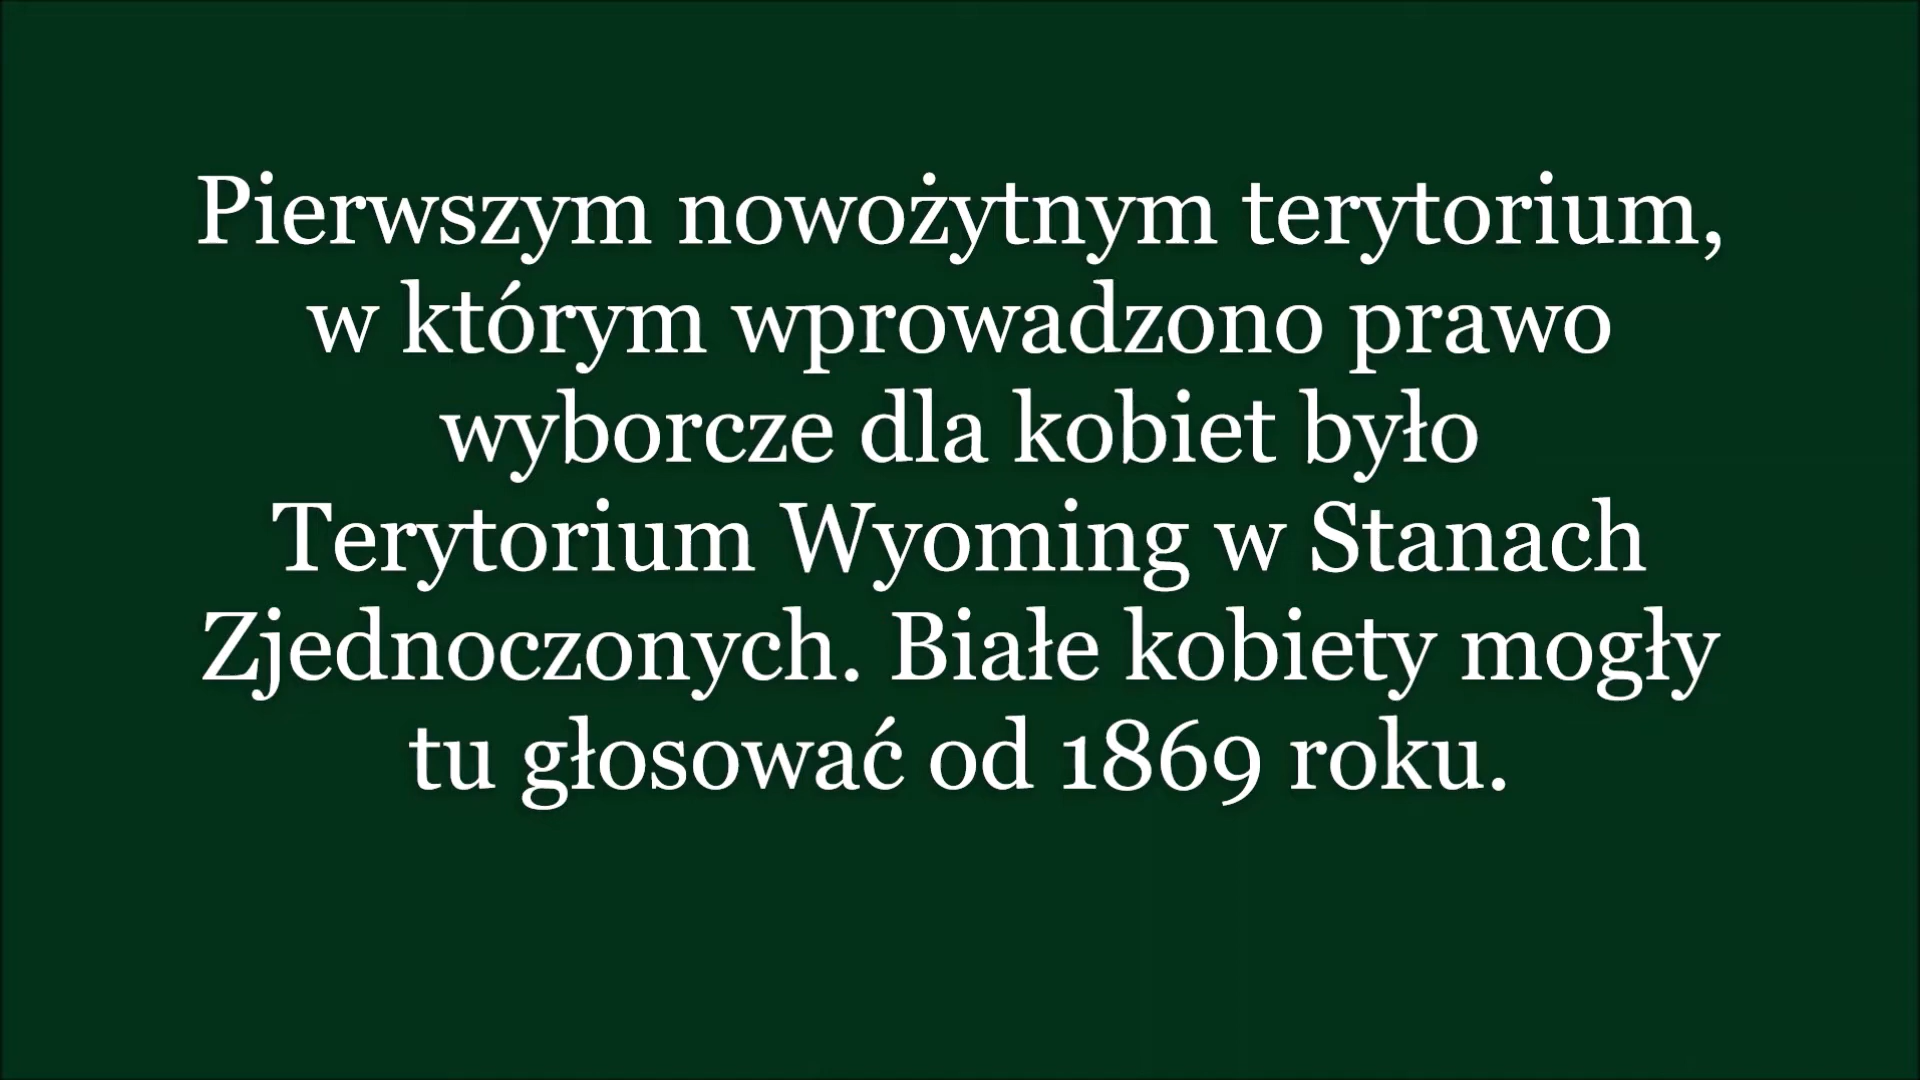 Pierwszym nowożytnym terytorium,
w którym wprowadzono prawo
wyborcze dla kobiet było
Terytorium Wyoming w Stanach
Zjednoczonych. Białe kobiety mogły
tu głosować od 1869 roku.